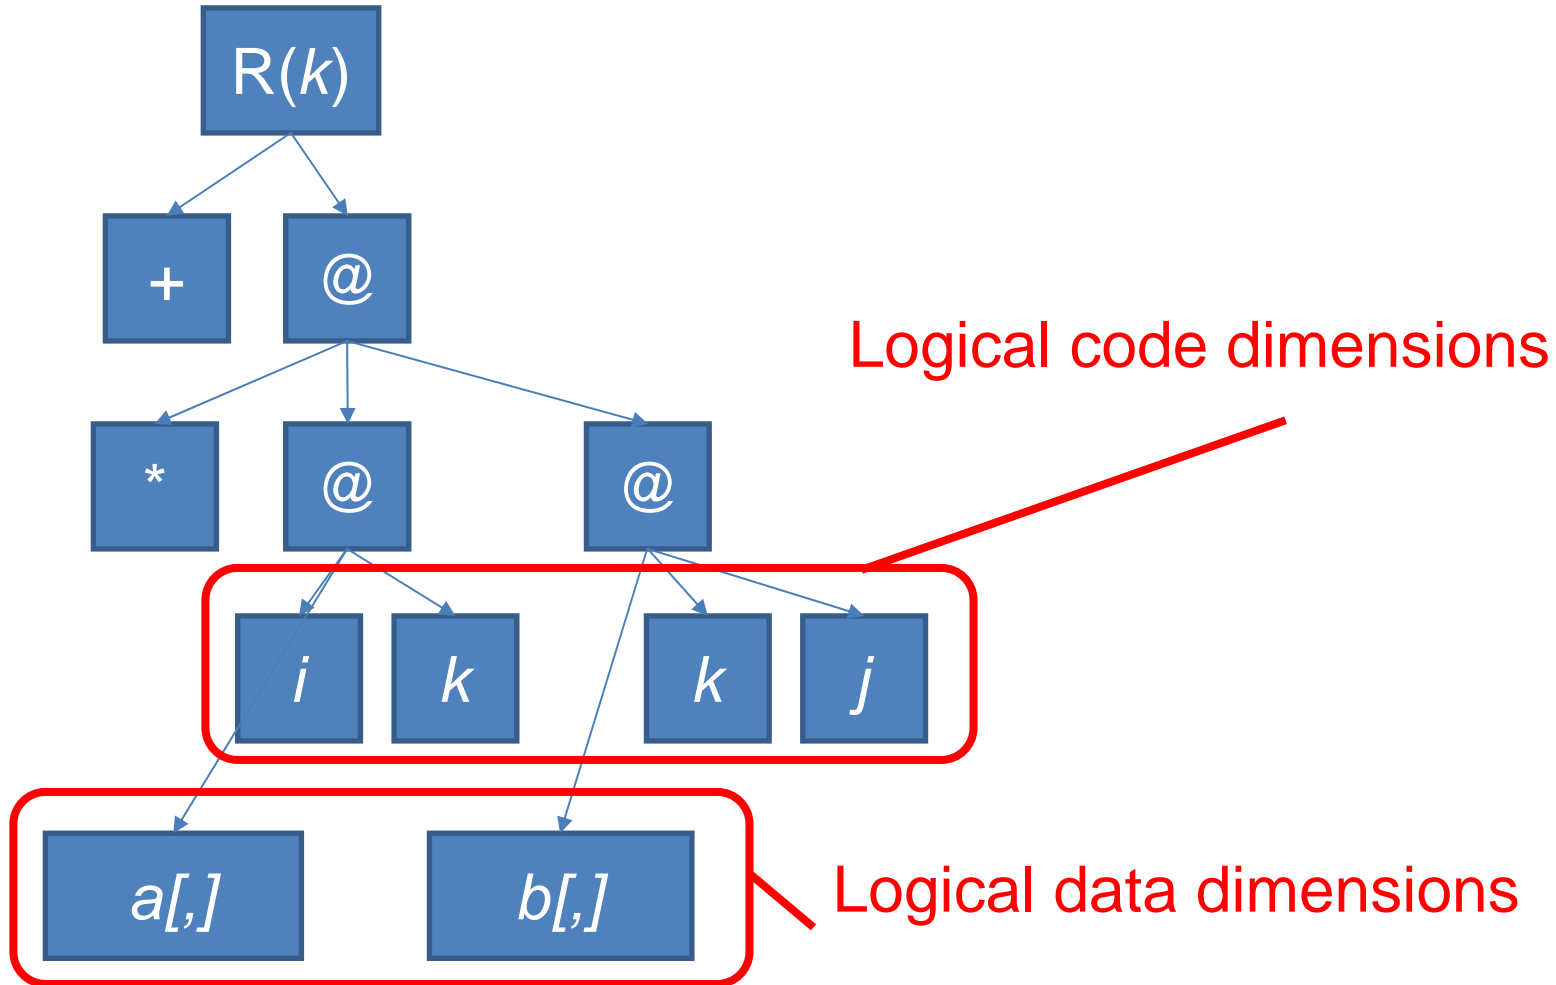 R(k)
+
@
Logical code dimensions
*
@
@
i
k
k
j
a[,]
b[,]
Logical data dimensions